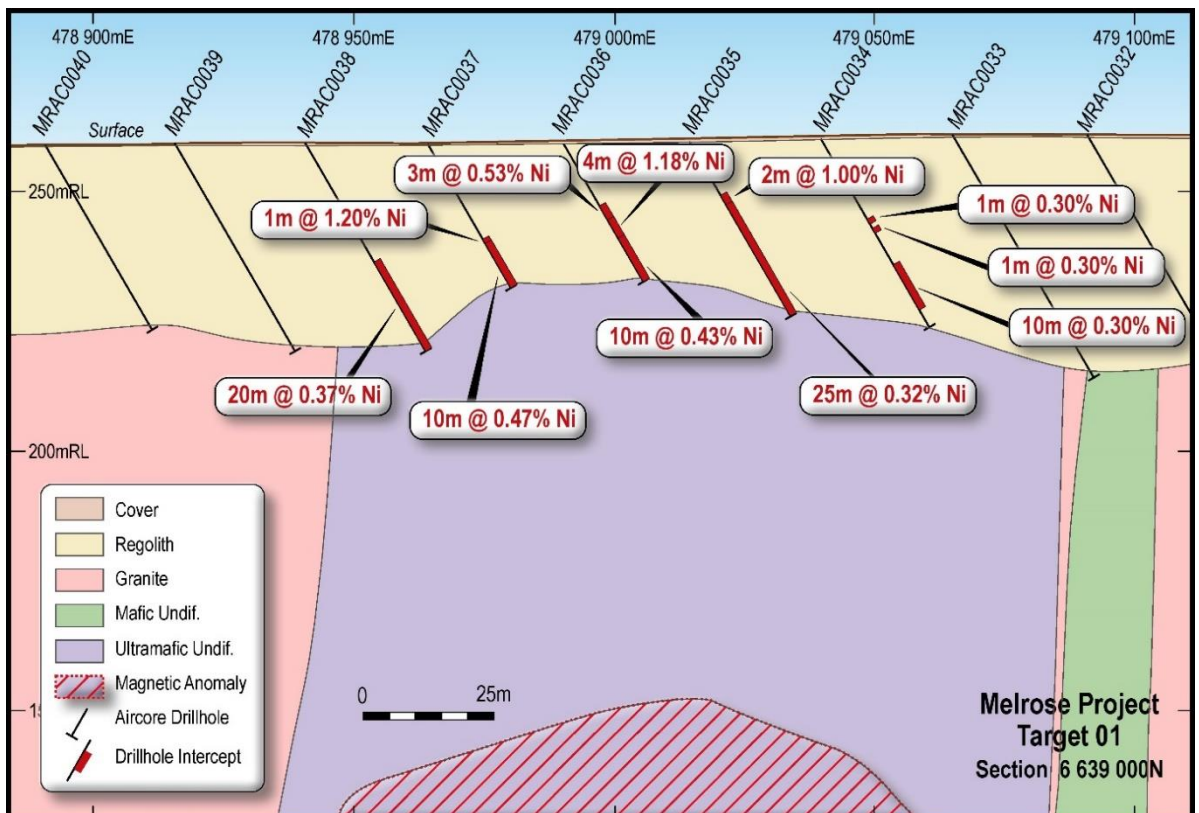 478 900mE
478 950mE
479 000mE
479 050mE
479 100mE
MRAC0040
MRAC0039
MRAC0038
MRAC0037
MRAC0036
MRAC0035
MRAC0034
MRAC0033
MRAC0032
Surface
250mRL
3m @ 0.53% Ni
4m @ 1.18% Ni
2m @ 1.00% Ni
1m @ 1.20% Ni
1m @ 0.30% Ni
1m @ 0.30% Ni
10m @ 0.30% Ni
10m @ 0.43% Ni
20m @ 0.37% Ni
10m @ 0.47% Ni
25m @ 0.32% Ni
200mRL
Cover
Regolith
Granite
Mafic Undif.
Ultramafic Undif.
Magnetic Anomaly
Aircore Drillhole
Drillhole Intercept
0 25m
Melrose Project
Target 01
Section 6 639 000N